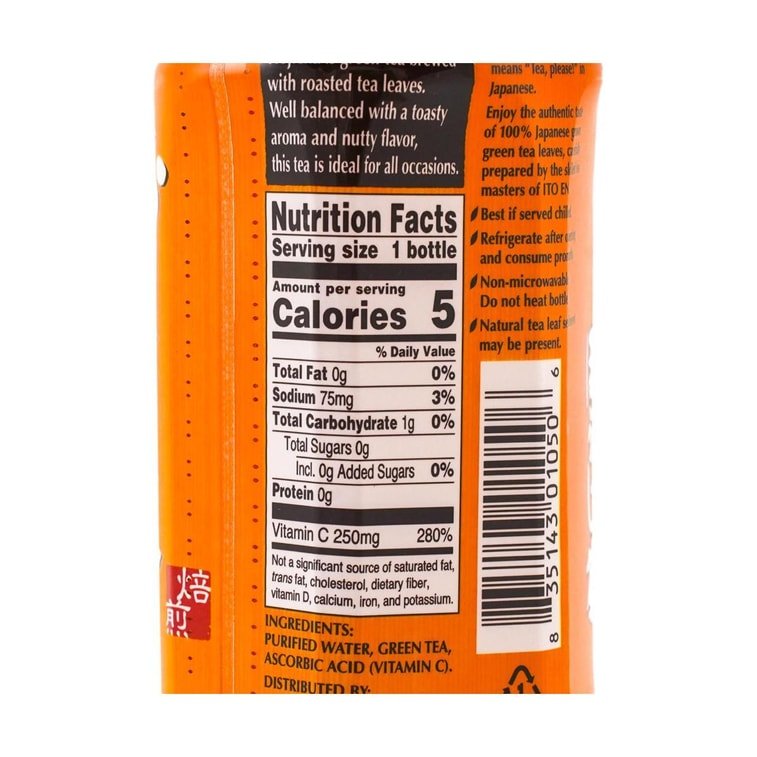 with roasted tea leaves.
Well balanced with a toasty
aroma and nutty flavor,
this tea is ideal for all occasions.
Nutrition Facts
Serving size 1 bottle
Amount per serving
Calories 5
% Daily Value
Total Fat 0g 0%
Sodium 75mg 3%
Total Carbohydrate 1g 0%
Total Sugars 0g
Incl. 0g Added Sugars 0%
Protein 0g
Vitamin C 250mg 280%
Not a significant source of saturated fat,
trans fat, cholesterol, dietary fiber,
vitamin D, calcium, iron, and potassium.
INGREDIENTS:
PURIFIED WATER, GREEN TEA,
ASCORBIC ACID (VITAMIN C).
DISTRIBUTED BY:
means "Tea, please!" in
Japanese.
Enjoy the authentic
of 100% Japanese
green tea leaves,
prepared by the
masters of ITO EN
Best if served
Refrigerate after
and consume
Non-microwavable
Do not heat bottle
Natural tea leaf
may be present.
8 35143 01050 6
焙煎
1